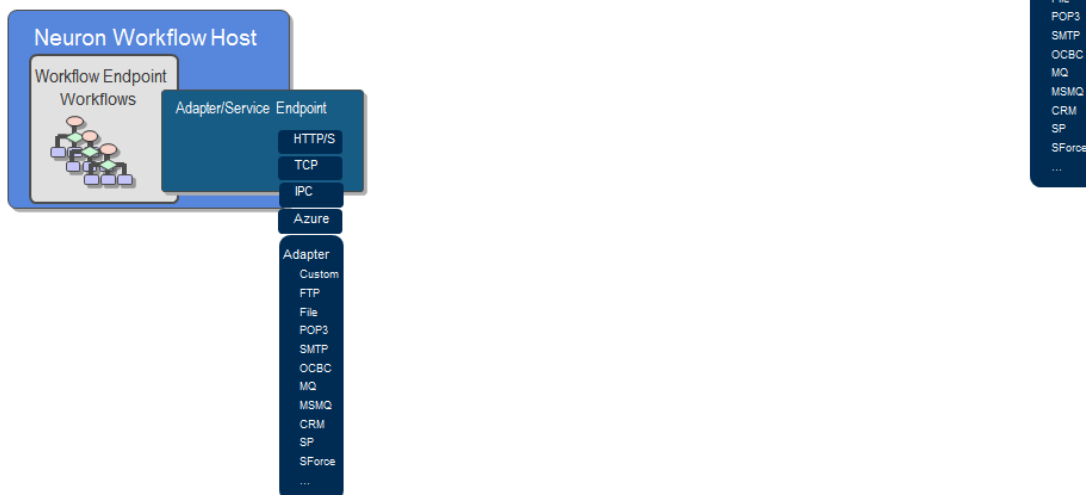 Neuron Workflow Host
Workflow Endpoint
Workflows
Adapter/Service Endpoint
HTTP/S
TCP
IPC
Azure
Adapter
Custom
FTP
File
POP3
SMTP
OCBC
MQ
MSMQ
CRM
SP
SForce
...
POP3
SMTP
OCBC
MQ
MSMQ
CRM
SP
SForce
...